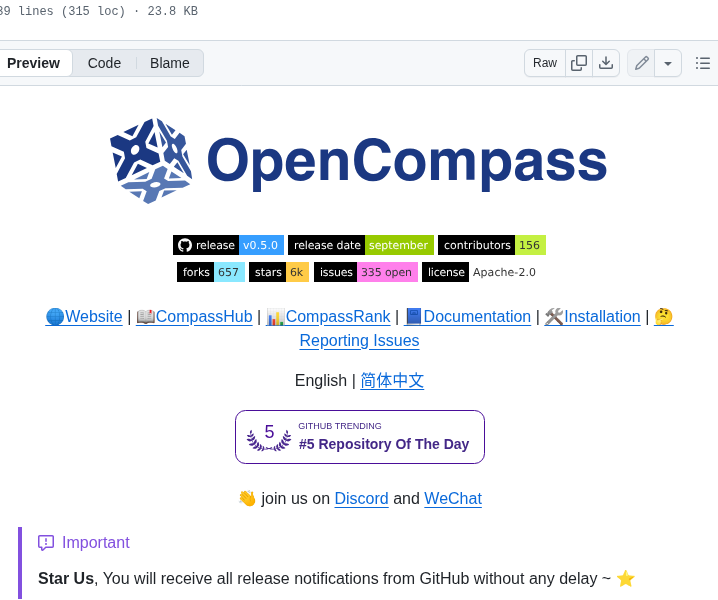 39 lines (315 loc) · 23.8 KB
Preview Code Blame Raw
OpenCompass
release v0.5.0 release date september contributors 156
forks 657 stars 6k issues 335 open license Apache-2.0
🌐Website | 📖CompassHub | 📊CompassRank | 📘Documentation | 🛠️Installation | 🤔
Reporting Issues
English | 简体中文
5 GITHUB TRENDING
#5 Repository Of The Day
👋 join us on Discord and WeChat
Important
Star Us, You will receive all release notifications from GitHub without any delay ~ ⭐